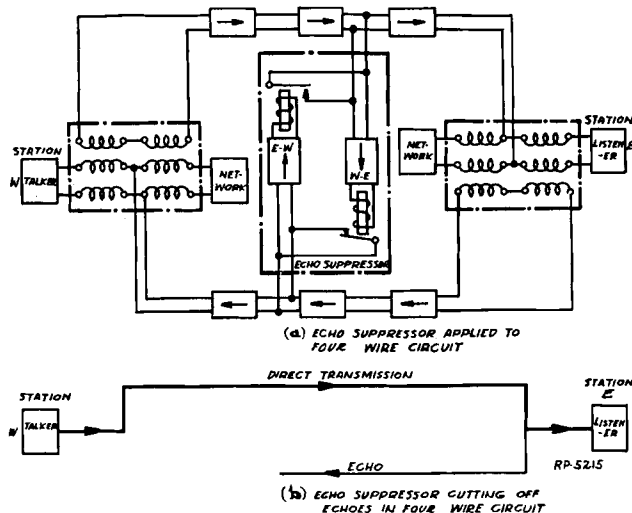 STATION
W
TALKER
NET-
WORK
E-W
W-E
ECHO SUPPRESSOR
NET-
WORK
STATION
LISTEN
-ER
E
(a) ECHO SUPPRESSOR APPLIED TO
FOUR WIRE CIRCUIT
DIRECT TRANSMISSION
STATION
W
TALKER
STATION
E
LISTEN
-ER
ECHO
RP-5215
(b) ECHO SUPPRESSOR CUTTING OFF
ECHOES IN FOUR WIRE CIRCUIT